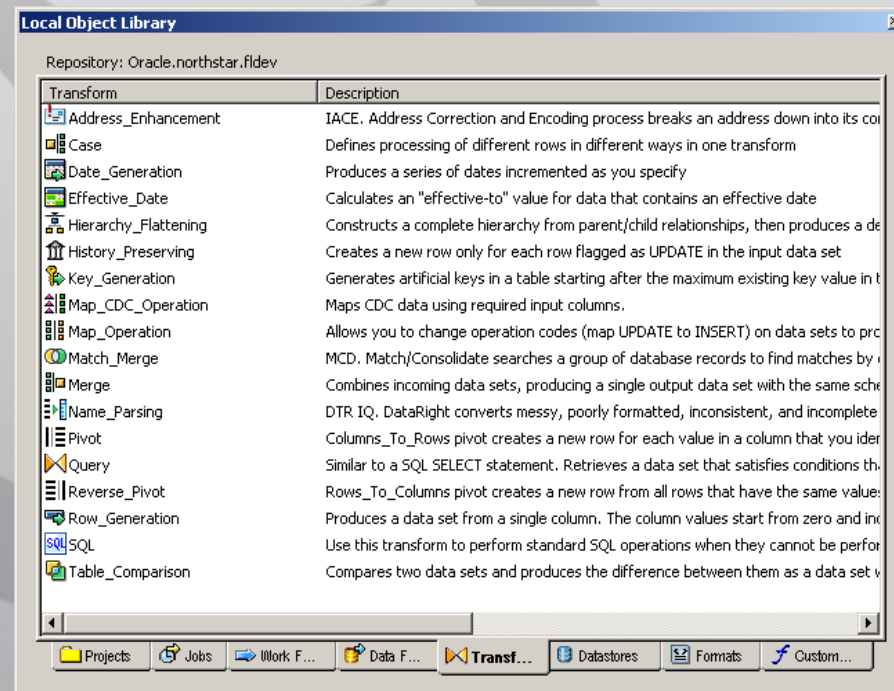 Local Object Library
Repository: Oracle.northstar.fldev
Transform Description
Address_Enhancement IACE. Address Correction and Encoding process breaks an address down into its
Case Defines processing of different rows in different ways in one transform
Date_Generation Produces a series of dates incremented as you specify
Effective_Date Calculates an "effective-to" value for data that contains an effective date
Hierarchy_Flattening Constructs a complete hierarchy from parent/child relationships, then produces a
History_Preserving Creates a new row only for each row flagged as UPDATE in the input data set
Key_Generation Generates artificial keys in a table starting after the maximum existing key value in
Map_CDC_Operation Maps CDC data using required input columns.
Map_Operation Allows you to change operation codes (map UPDATE to INSERT) on data sets to
Match_Merge MCD. Match/Consolidate searches a group of database records to find matches by
Merge Combines incoming data sets, producing a single output data set with the same
Name_Parsing DTR IQ. DataRight converts messy, poorly formatted, inconsistent, and incomplete
Pivot Columns_To_Rows pivot creates a new row for each value in a column that you
Query Similar to a SQL SELECT statement. Retrieves a data set that satisfies conditions
Reverse_Pivot Rows_To_Columns pivot creates a new row from all rows that have the same
Row_Generation Produces a data set from a single column. The column values start from zero and
SQL SQL Use this transform to perform standard SQL operations when they cannot be
Table_Comparison Compares two data sets and produces the difference between them as a data set
Projects Jobs Work F... Data F... Transf... Datastores Formats Custom...